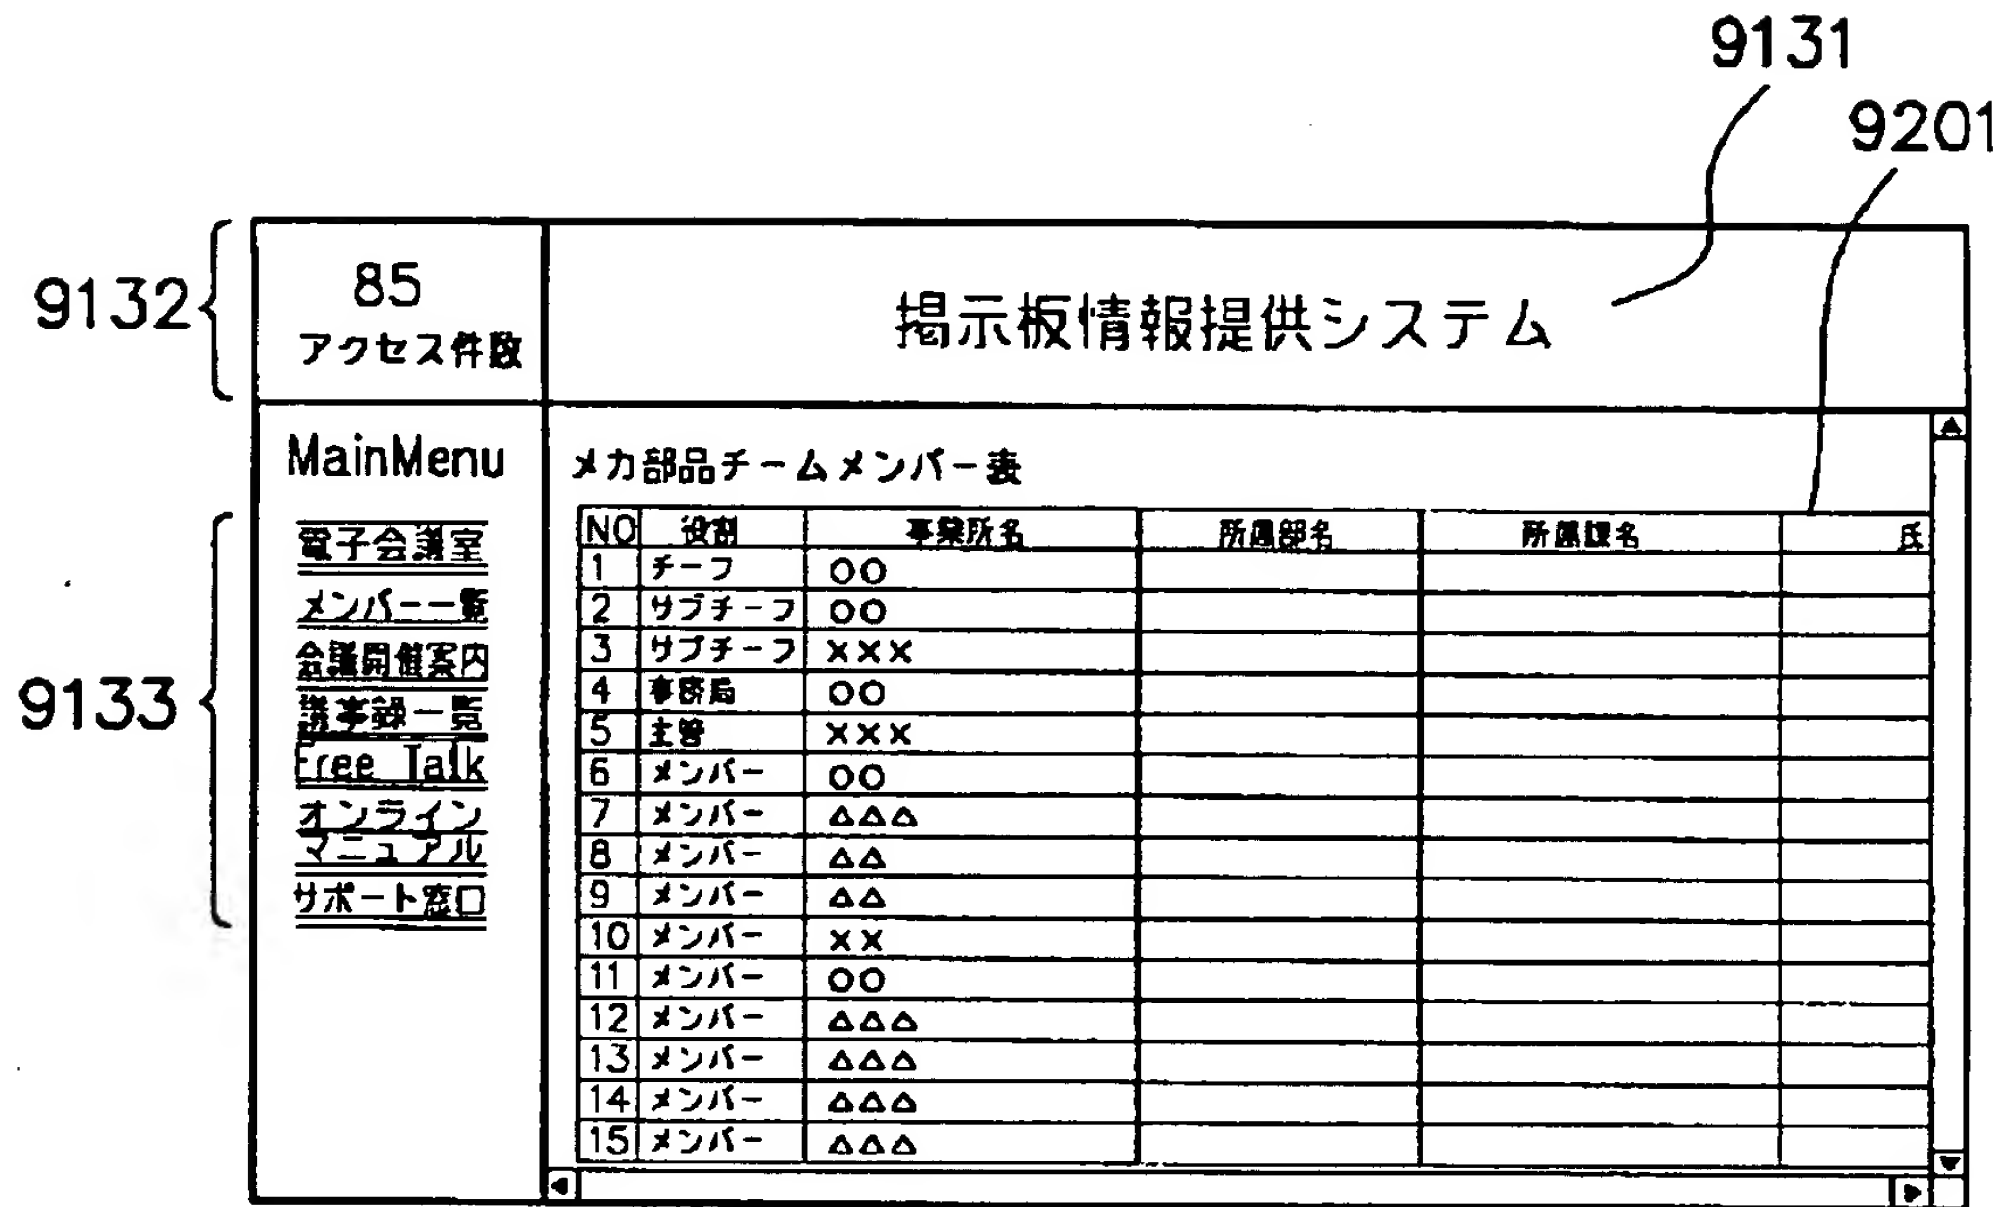 9131
9201
9132
85
アクセス件数
掲示板情報提供システム
MainMenu
9133
電子会議室
メンバー一覧
会議開催案内
議事録一覧
Free Talk
オンライン
マニュアル
サポート窓口
メカ部品チームメンバー表
NO 役割 事業所名 所属部名 所属課名 氏
1 チーフ ○○
2 サブチーフ ○○
3 サブチーフ ×××
4 事務局 ○○
5 主管 ×××
6 メンバー ○○
7 メンバー △△△
8 メンバー △△
9 メンバー △△
10 メンバー ××
11 メンバー ○○
12 メンバー △△△
13 メンバー △△△
14 メンバー △△△
15 メンバー △△△